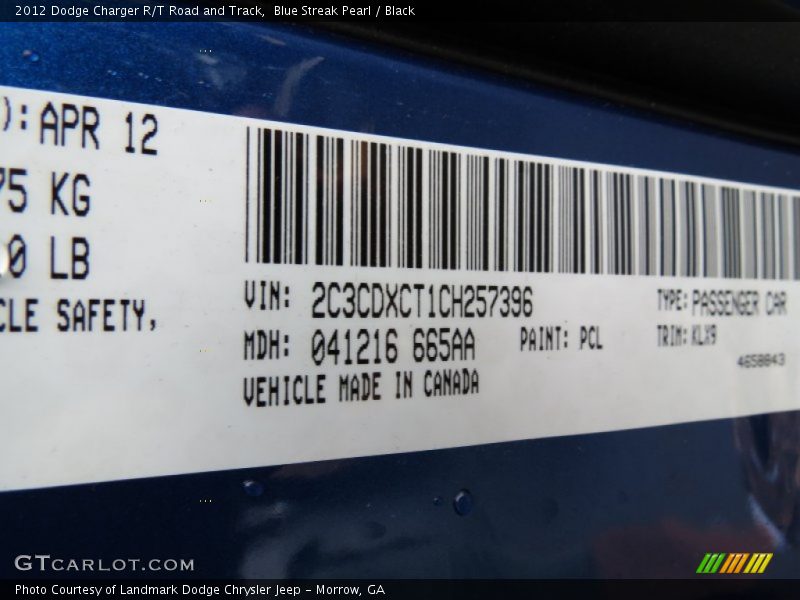 2012 Dodge Charger R/T Road and Track,  Blue Streak Pearl / Black
): APR 12
75 KG
0 LB
CLE SAFETY,
VIN: 2C3CDXCT1CH257396
TYPE: PASSENGER CAR
MDH: 041216 665AA
PAINT: PCL
TRIM: KLX9
VEHICLE MADE IN CANADA
4658843
GTCARLOT.COM
Photo Courtesy of Landmark Dodge Chrysler Jeep - Morrow, GA